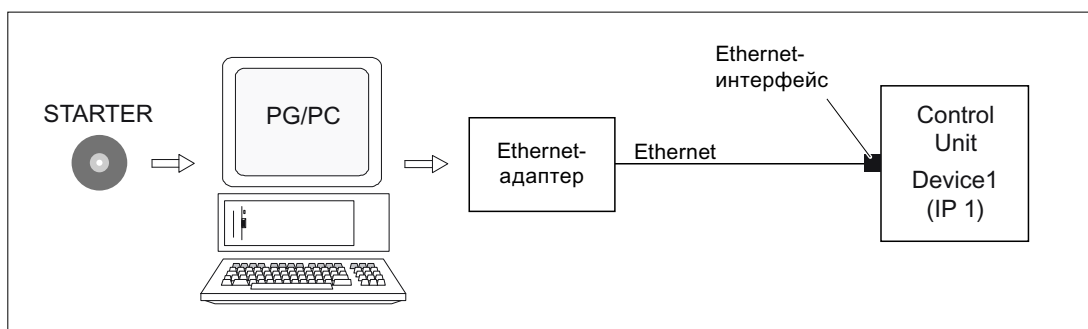 STARTER
PG/PC
Ethernet-
адаптер
Ethernet
Ethernet-
интерфейс
Control
Unit
Device1
(IP 1)